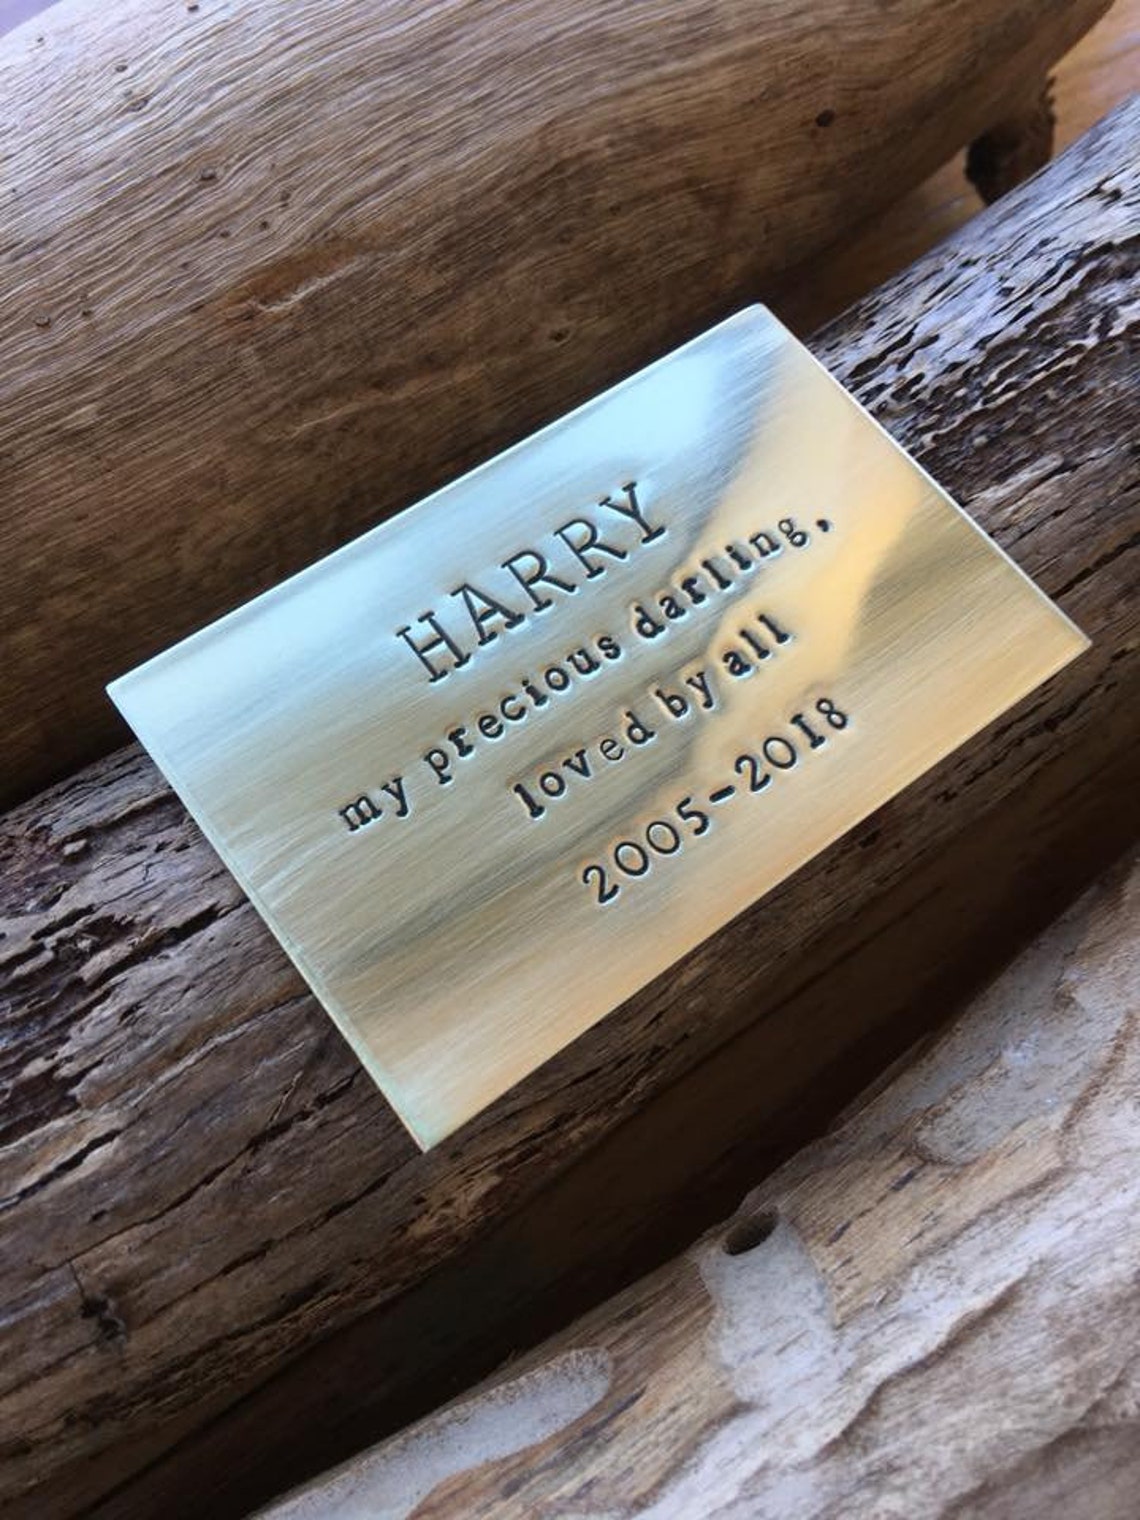 HARRY
my precious darling,
loved by all
2005-2018